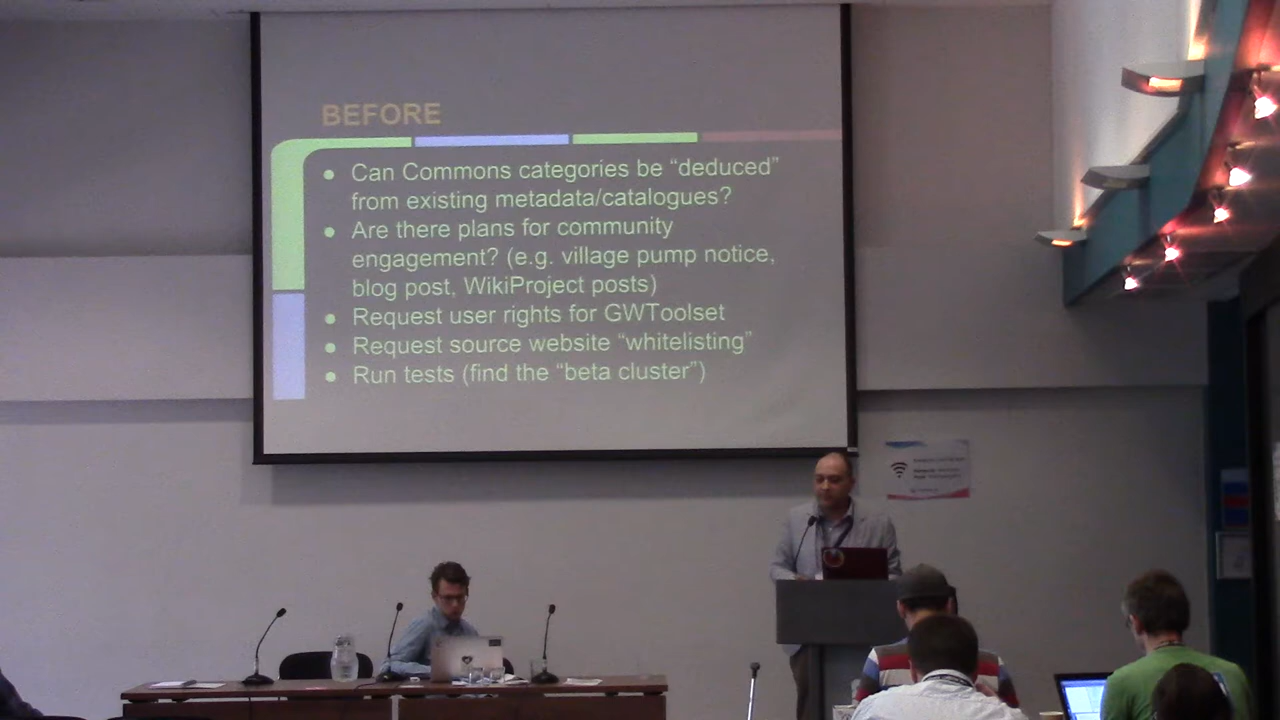 BEFORE
● Can Commons categories be “deduced”
from existing metadata/catalogues?
● Are there plans for community
engagement? (e.g. village pump notice,
blog post, WikiProject posts)
● Request user rights for GWToolset
● Request source website “whitelisting”
● Run tests (find the “beta cluster”)